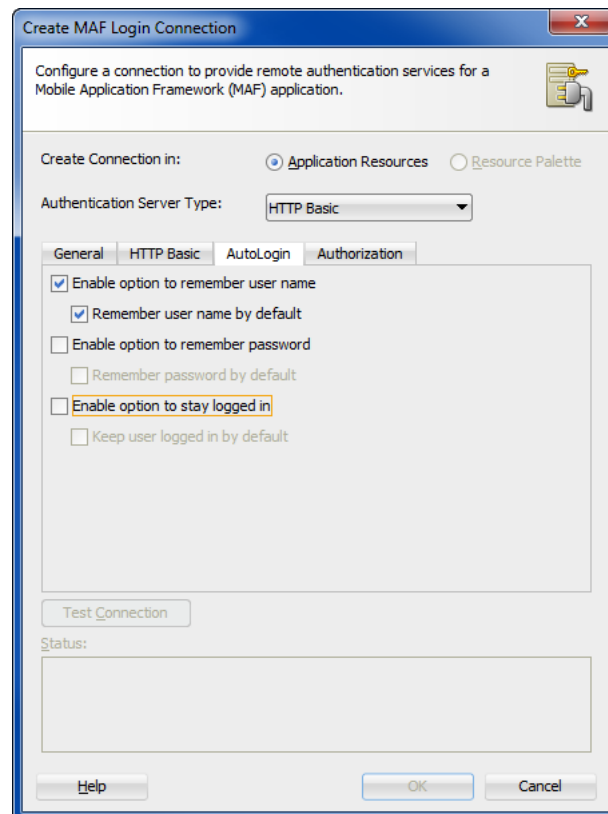 Create MAF Login Connection
Configure a connection to provide remote authentication services for a
Mobile Application Framework (MAF) application.
Create Connection in: Application Resources Resource Palette
Authentication Server Type: HTTP Basic
General HTTP Basic AutoLogin Authorization
Enable option to remember user name
Remember user name by default
Enable option to remember password
Remember password by default
Enable option to stay logged in
Keep user logged in by default
Test Connection
Status:
Help OK Cancel